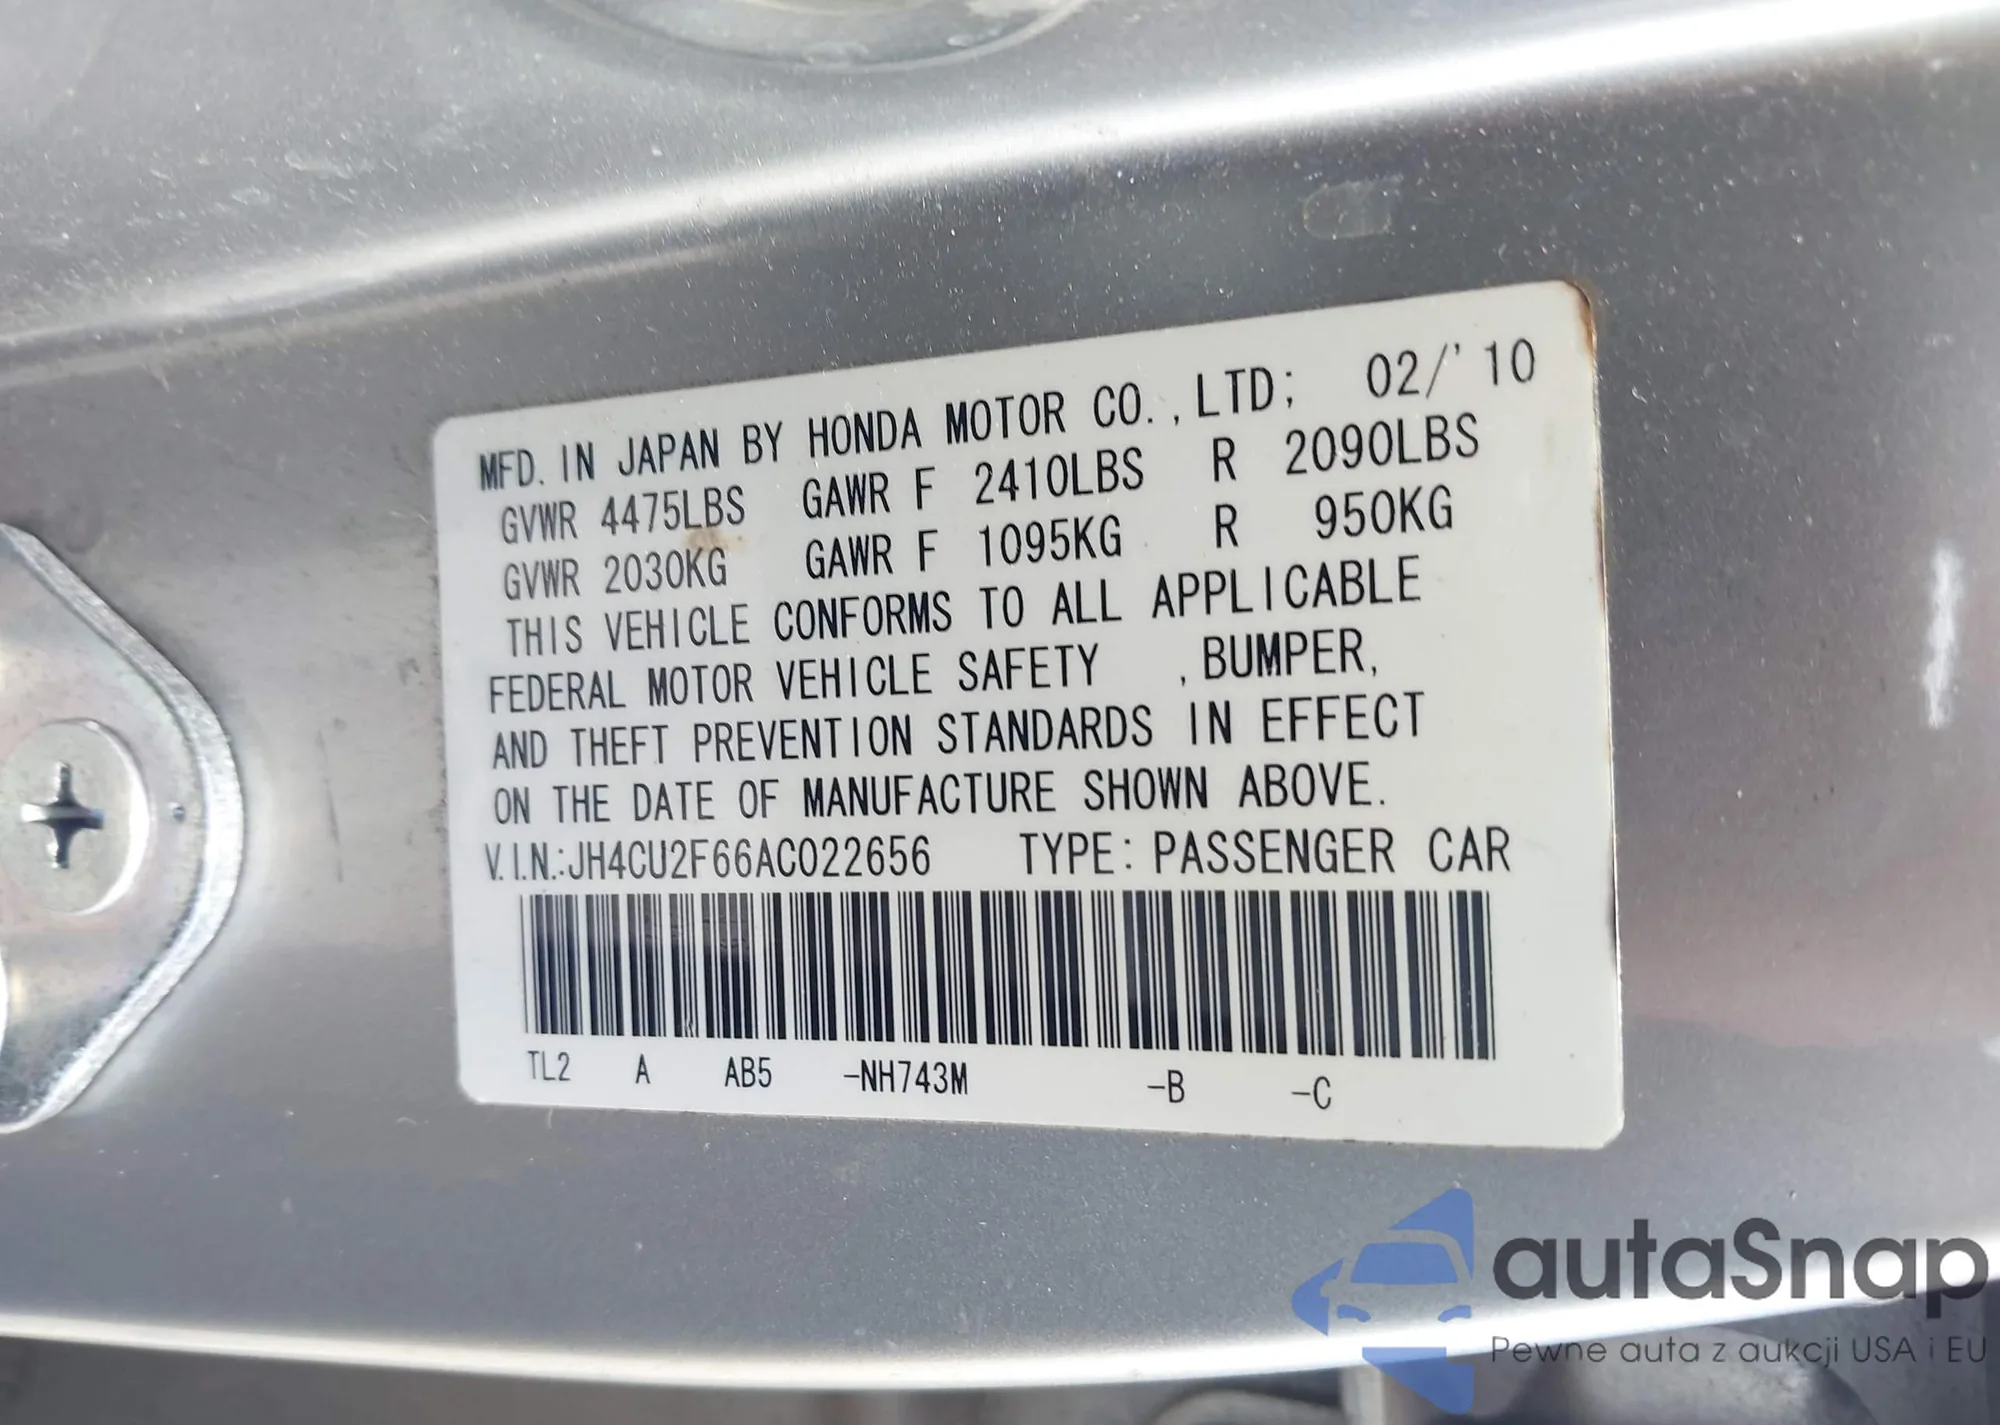 MFD. IN JAPAN BY HONDA MOTOR CO., LTD; 02/'10
GVWR 4475LBS GAWR F 2410LBS R 2090LBS
GVWR 2030KG GAWR F 1095KG R 950KG
THIS VEHICLE CONFORMS TO ALL APPLICABLE
FEDERAL MOTOR VEHICLE SAFETY , BUMPER,
AND THEFT PREVENTION STANDARDS IN EFFECT
ON THE DATE OF MANUFACTURE SHOWN ABOVE.
V.I.N.:JH4CU2F66AC022656 TYPE: PASSENGER CAR
TL2 A AB5 -NH743M -B -C
autaSnap
Pewne auta z aukcji USA i EU